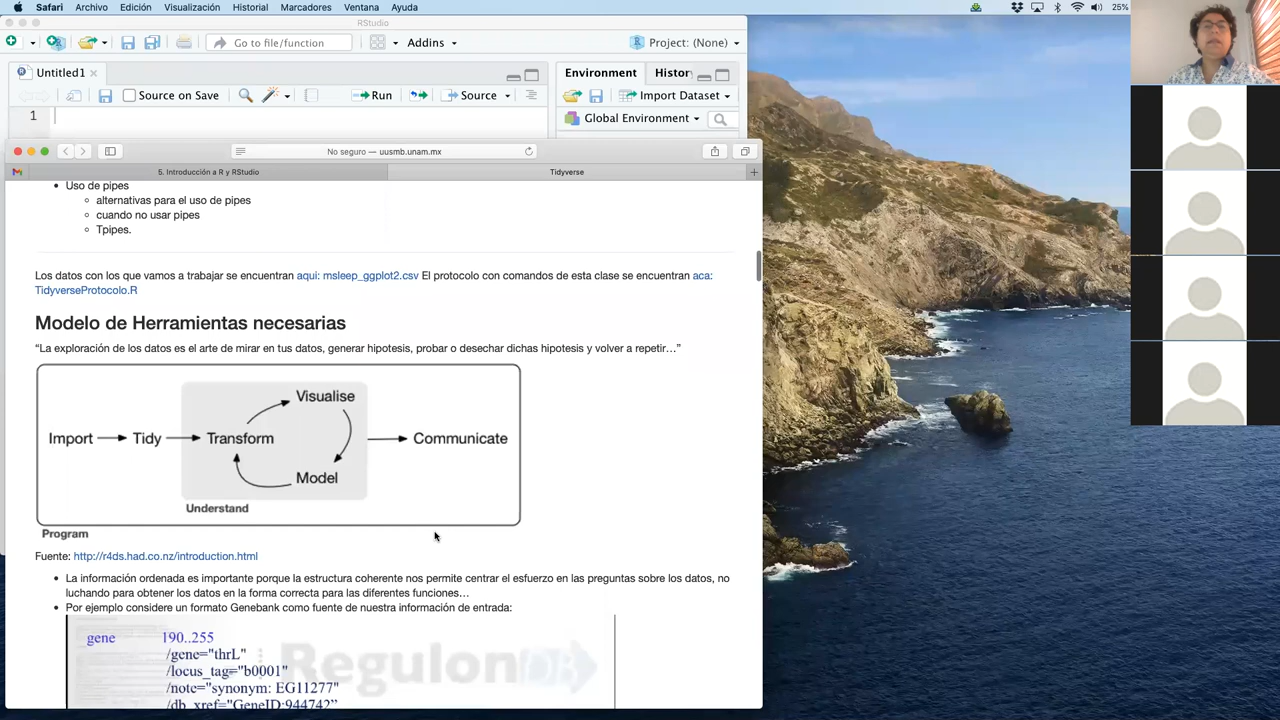 Safari Archivo Edición Visualización Historial Marcadores Ventana Ayuda 25%
RStudio
Go to file/function Addins Project: (None)
Untitled1 Environment Histor
Source on Save Run Source Import Dataset
1 Global Environment
No seguro — uusmb.unam.mx
5. Introducción a R y RStudio Tidyverse
Uso de pipes
alternativas para el uso de pipes
cuando no usar pipes
Tpipes.
Los datos con los que vamos a trabajar se encuentran aqui: msleep_ggplot2.csv El protocolo con comandos de esta clase se encuentran aca:
TidyverseProtocolo.R
Modelo de Herramientas necesarias
“La exploración de los datos es el arte de mirar en tus datos, generar hipotesis, probar o desechar dichas hipotesis y volver a repetir…”
Visualise
Import Tidy Transform Communicate
Model
Understand
Program
Fuente: http://r4ds.had.co.nz/introduction.html
La información ordenada es importante porque la estructura coherente nos permite centrar el esfuerzo en las preguntas sobre los datos, no
luchando para obtener los datos en la forma correcta para las diferentes funciones…
Por ejemplo considere un formato Genebank como fuente de nuestra información de entrada:
gene 190..255
/gene="thrL"
/locus_tag="b0001"
/note="synonym: EG11277"
/db_xref="GeneID:944742"
RegulonDB